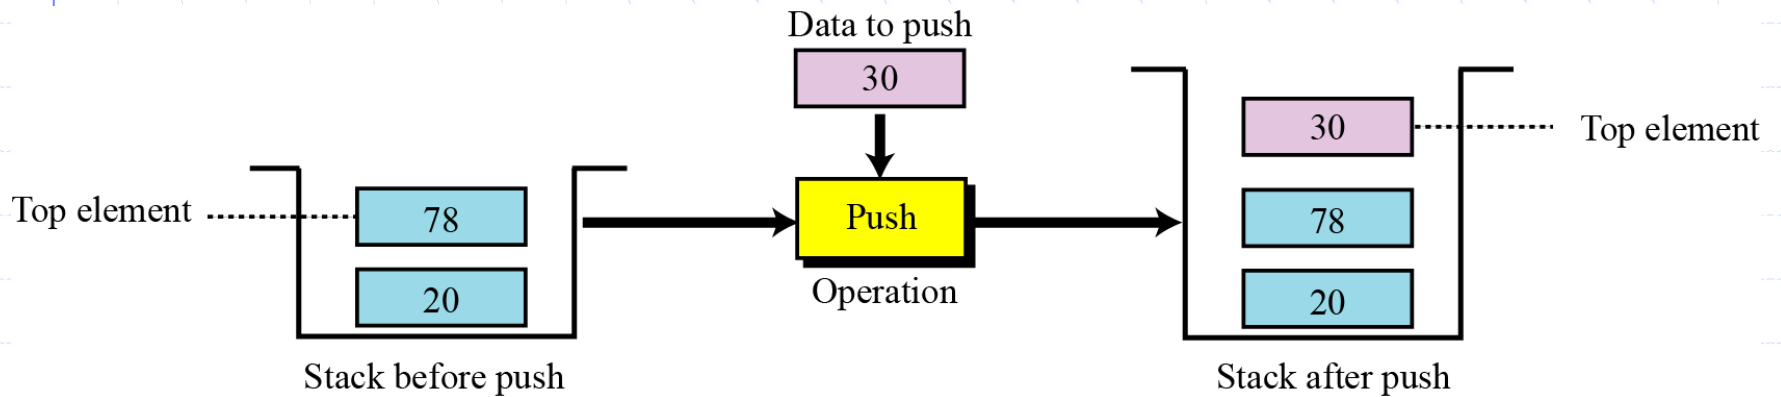 Data to push
30
Top element
78
20
Stack before push
Push
Operation
30
78
20
Top element
Stack after push